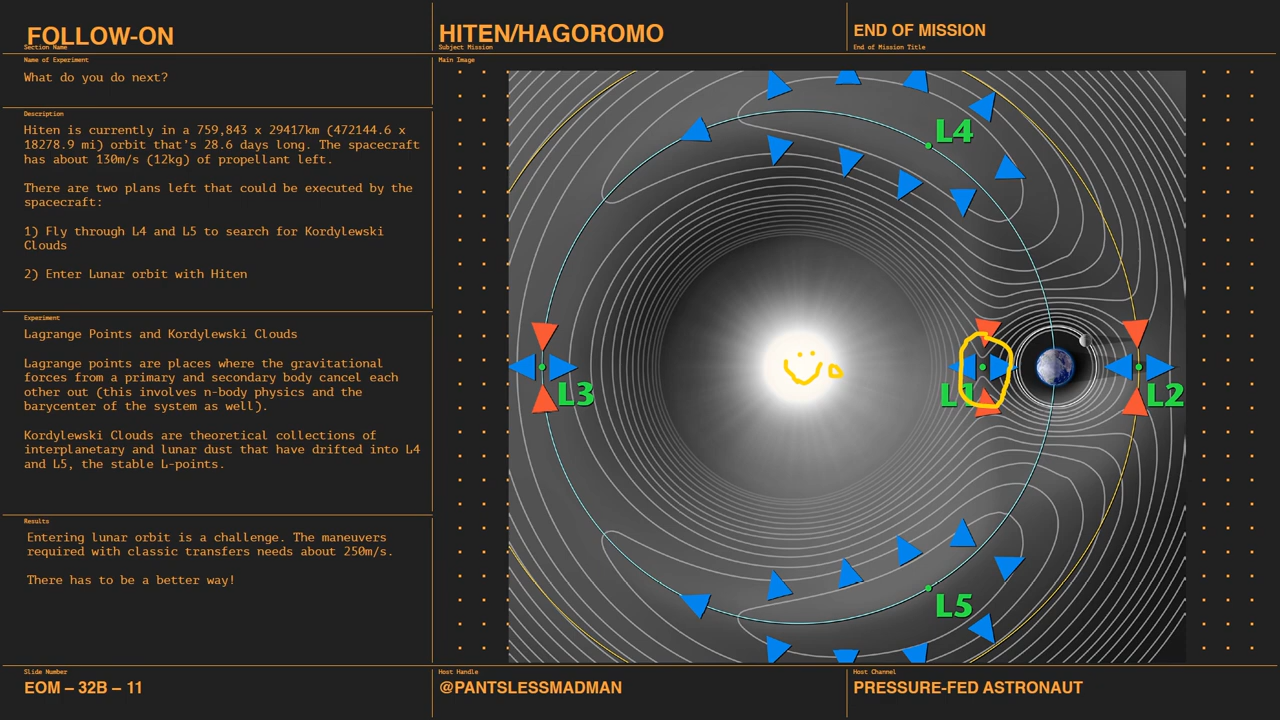 FOLLOW-ON
Section Name
HITEN/HAGOROMO
Subject Mission
END OF MISSION
End of Mission Title
Name of Experiment
What do you do next?
Description
Hiten is currently in a 759,843 x 29417km (472144.6 x
18278.9 mi) orbit that's 28.6 days long. The spacecraft
has about 130m/s (12kg) of propellant left.
There are two plans left that could be executed by the
spacecraft:
1) Fly through L4 and L5 to search for Kordylewski
Clouds
2) Enter Lunar orbit with Hiten
Experiment
Lagrange Points and Kordylewski Clouds
Lagrange points are places where the gravitational
forces from a primary and secondary body cancel each
other out (this involves n-body physics and the
barycenter of the system as well).
Kordylewski Clouds are theoretical collections of
interplanetary and lunar dust that have drifted into L4
and L5, the stable L-points.
Results
Entering lunar orbit is a challenge. The maneuvers
required with classic transfers needs about 250m/s.
There has to be a better way!
Main Image
L4
L3
L1
L2
L5
Slide Number
EOM – 32B – 11
Host Handle
@PANTSLESSMADMAN
Host Channel
PRESSURE-FED ASTRONAUT